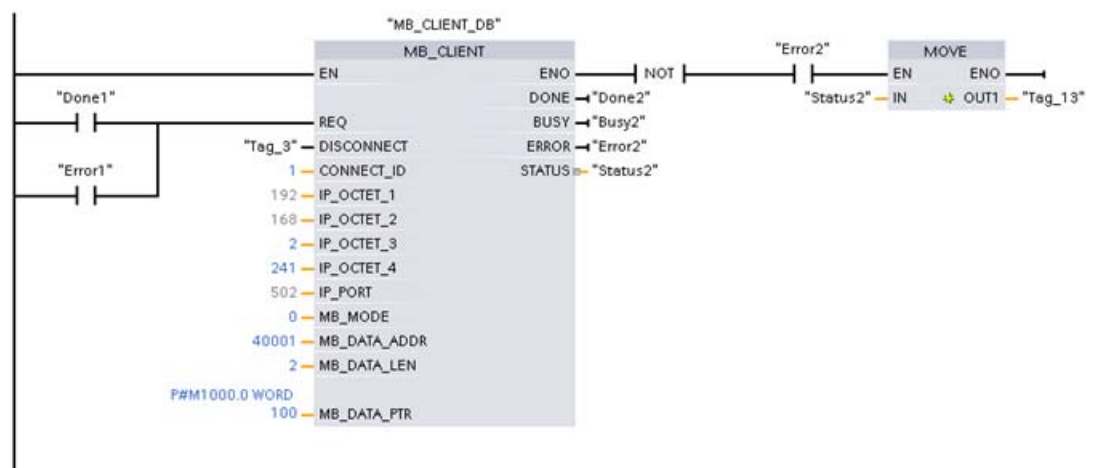 "MB_CLIENT_DB"
MB_CLIENT "Error2" MOVE
EN ENO NOT EN ENO
"Done1" DONE "Done2" "Status2" IN OUT1 "Tag_13"
REQ BUSY "Busy2"
"Tag_3" DISCONNECT ERROR "Error2"
"Error1" 1 CONNECT_ID STATUS "Status2"
192 IP_OCTET_1
168 IP_OCTET_2
2 IP_OCTET_3
241 IP_OCTET_4
502 IP_PORT
0 MB_MODE
40001 MB_DATA_ADDR
2 MB_DATA_LEN
P#M1000.0 WORD
100 MB_DATA_PTR